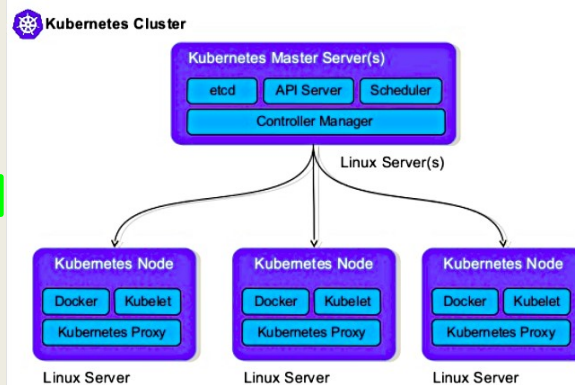 Kubernetes Cluster
Kubernetes Master Server(s)
etcd API Server Scheduler
Controller Manager
Linux Server(s)
Kubernetes Node Kubernetes Node Kubernetes Node
Docker Kubelet Docker Kubelet Docker Kubelet
Kubernetes Proxy Kubernetes Proxy Kubernetes Proxy
Linux Server Linux Server Linux Server